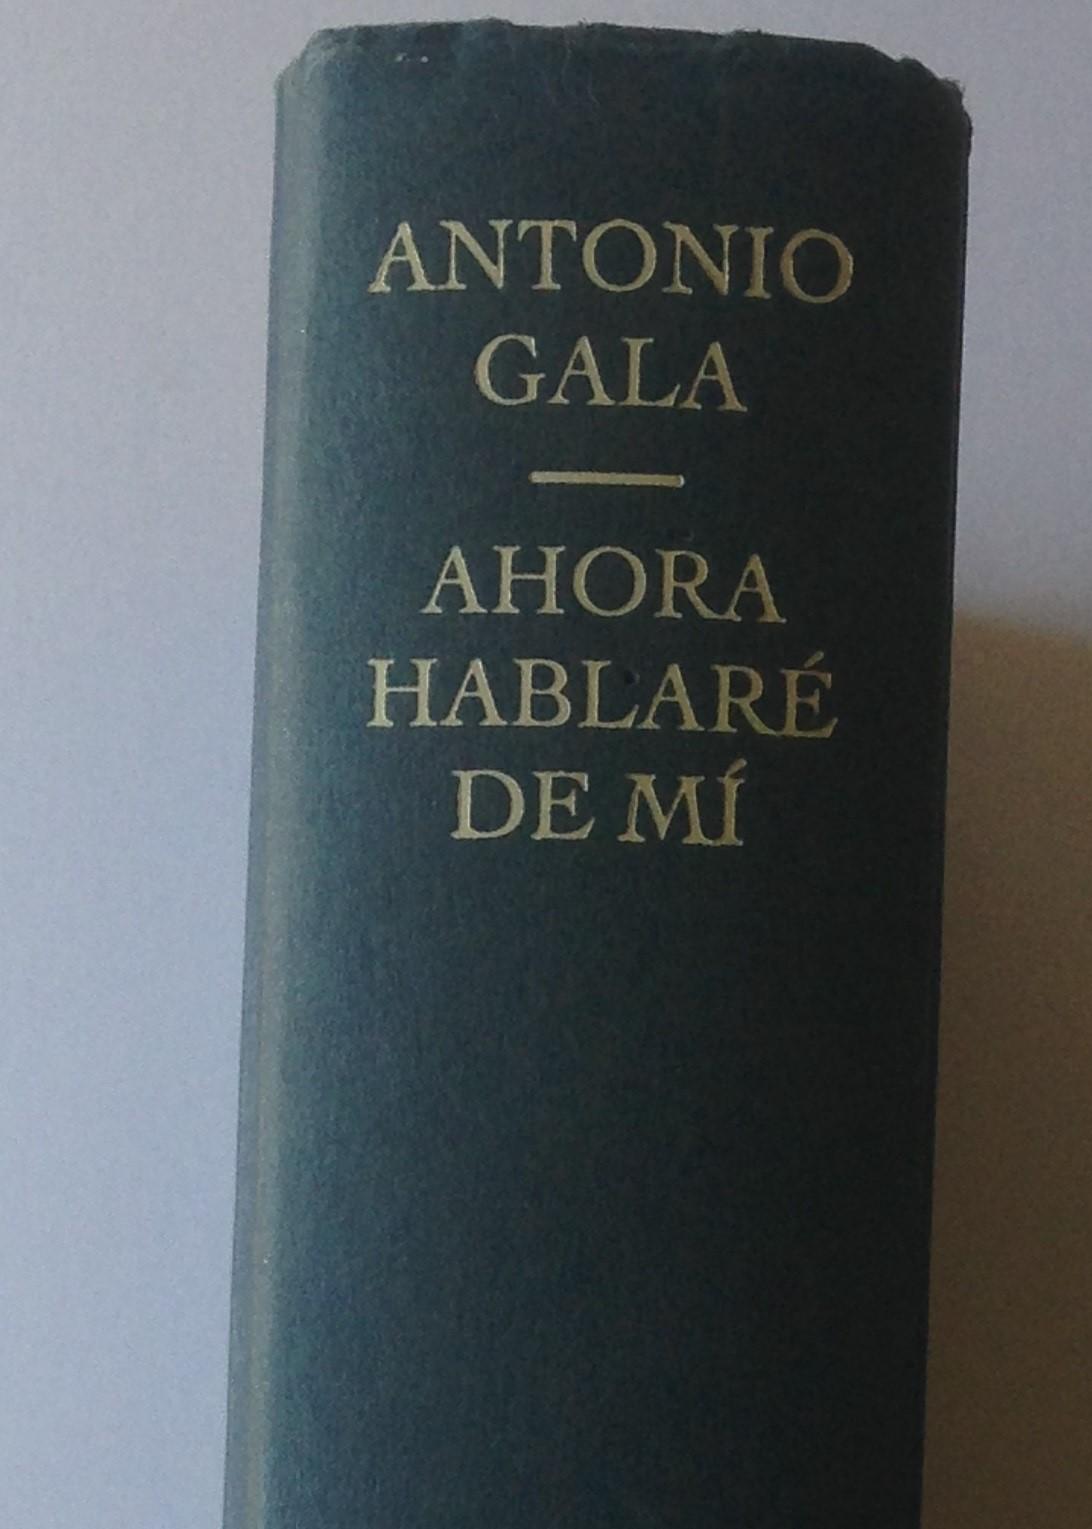 ANTONIO
GALA
AHORA
HABLARÉ
DE MÍ